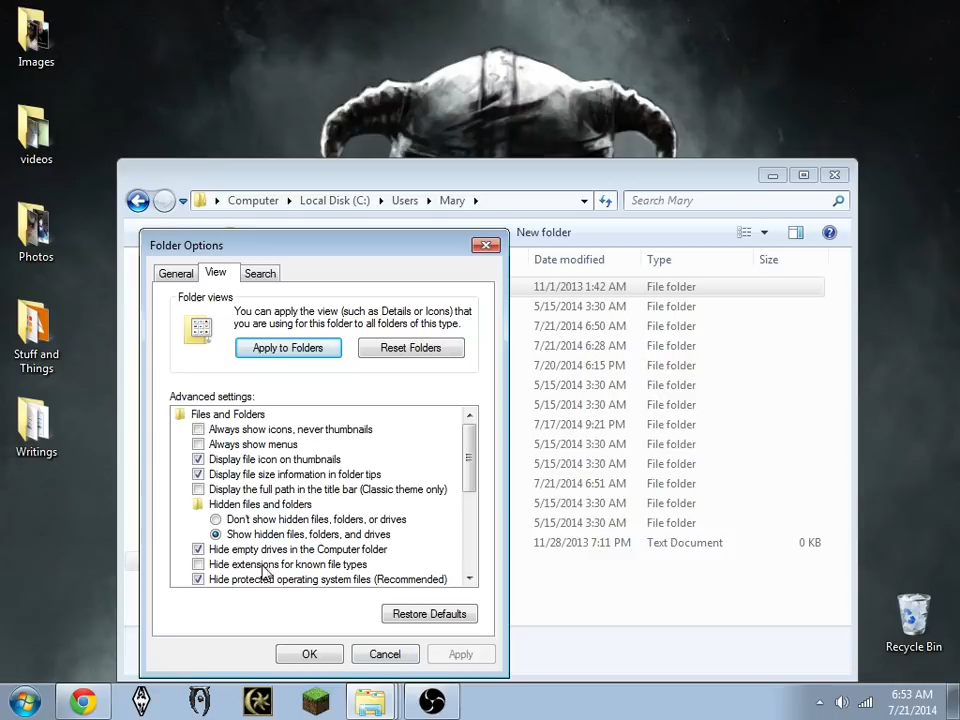 Images
videos
Photos
Stuff and
Things
Writings
Computer
Local Disk (C:)
Users
Mary
Search Mary
New folder
Date modified
Type
Size
11/1/2013 1:42 AM File folder
5/15/2014 3:30 AM File folder
7/21/2014 6:50 AM File folder
7/21/2014 6:28 AM File folder
7/20/2014 6:15 PM File folder
5/15/2014 3:30 AM File folder
5/15/2014 3:30 AM File folder
7/17/2014 9:21 PM File folder
5/15/2014 3:30 AM File folder
5/15/2014 3:30 AM File folder
7/21/2014 6:51 AM File folder
5/15/2014 3:30 AM File folder
5/15/2014 3:30 AM File folder
11/28/2013 7:11 PM Text Document 0 KB
Folder Options
General View Search
Folder views
You can apply the view (such as Details or Icons) that
you are using for this folder to all folders of this type.
Apply to Folders Reset Folders
Advanced settings:
Files and Folders
Always show icons, never thumbnails
Always show menus
Display file icon on thumbnails
Display file size information in folder tips
Display the full path in the title bar (Classic theme only)
Hidden files and folders
Don't show hidden files, folders, or drives
Show hidden files, folders, and drives
Hide empty drives in the Computer folder
Hide extensions for known file types
Hide protected operating system files (Recommended)
Restore Defaults
OK Cancel Apply
Recycle Bin
6:53 AM
7/21/2014